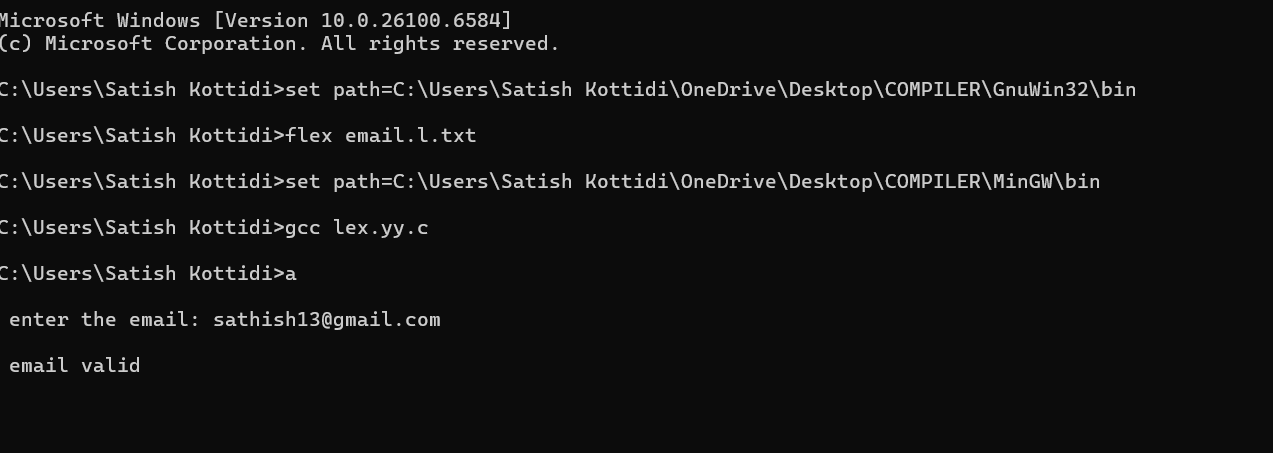 Microsoft Windows [Version 10.0.26100.6584]
(c) Microsoft Corporation. All rights reserved.
C:\Users\Satish Kottidi>set path=C:\Users\Satish Kottidi\OneDrive\Desktop\COMPILER\GnuWin32\bin
C:\Users\Satish Kottidi>flex email.l.txt
C:\Users\Satish Kottidi>set path=C:\Users\Satish Kottidi\OneDrive\Desktop\COMPILER\MinGW\bin
C:\Users\Satish Kottidi>gcc lex.yy.c
C:\Users\Satish Kottidi>a
enter the email: sathish13@gmail.com
email valid